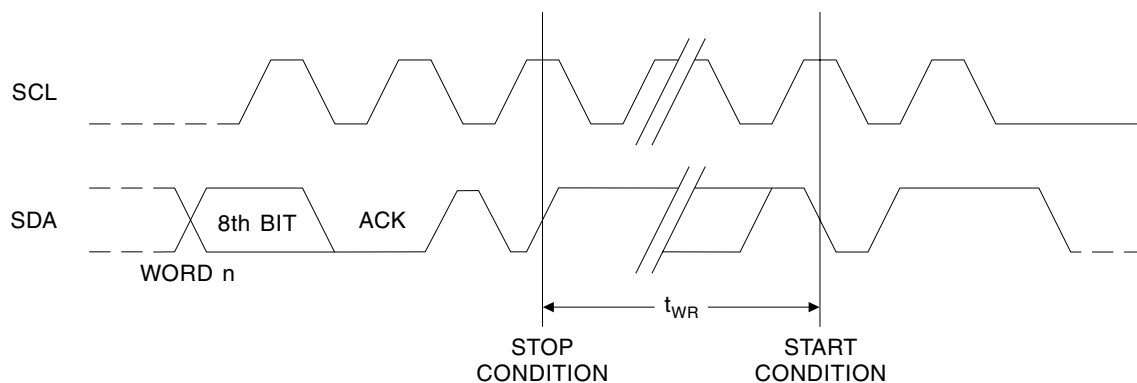 SCL
SDA
8th BIT
ACK
WORD n
tWR
STOP
CONDITION
START
CONDITION